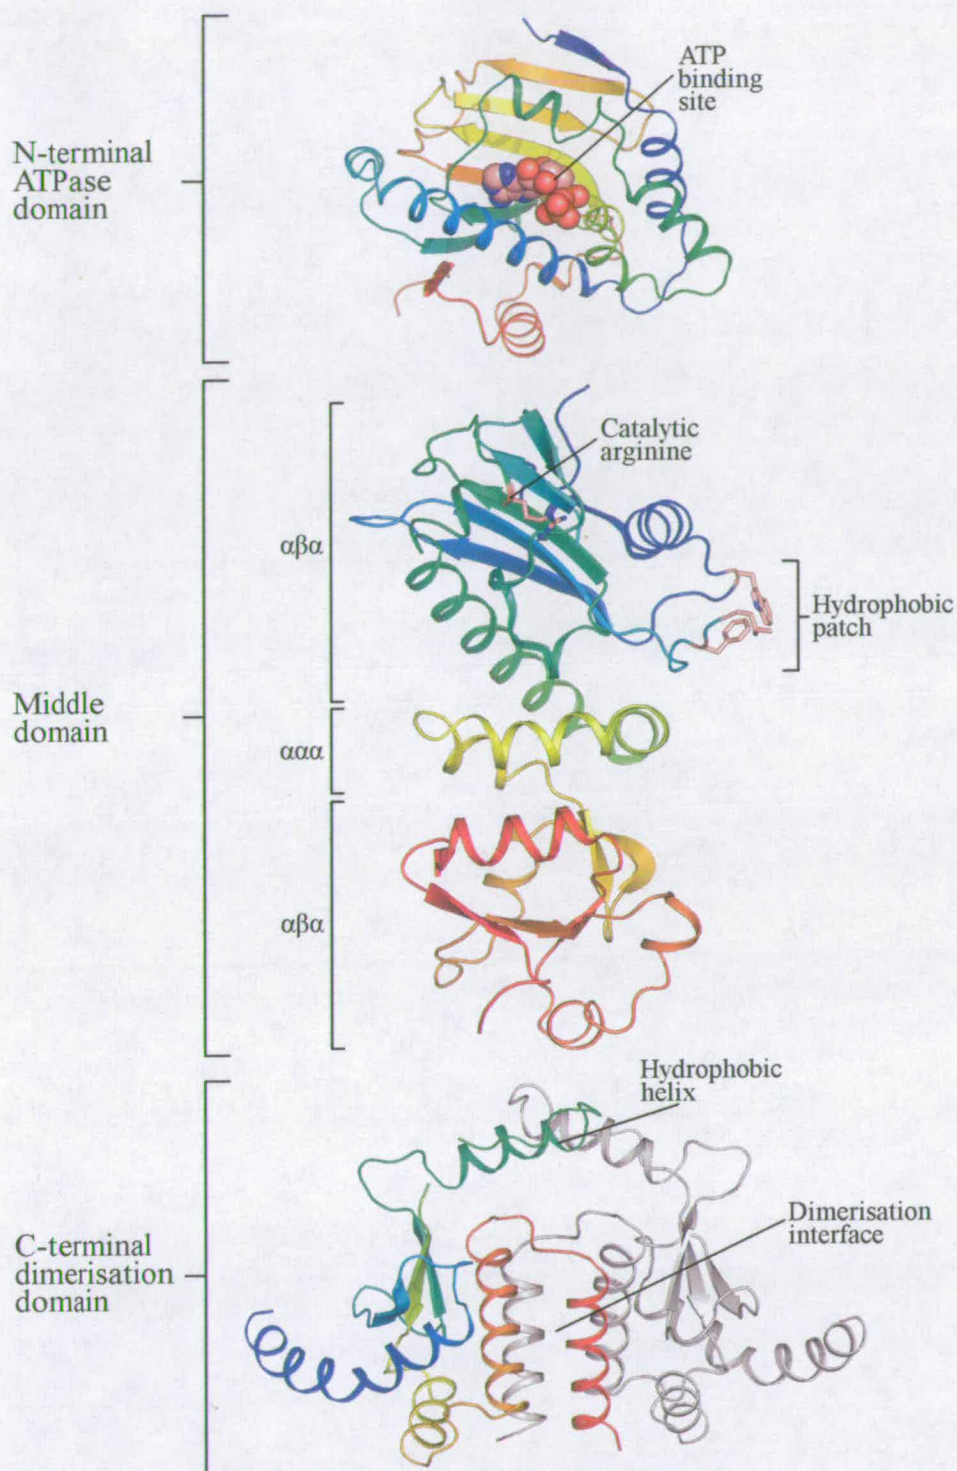 ATP
binding
site
N-terminal
ATPase
domain
Catalytic
arginine
αβα
Hydrophobic
patch
Middle
domain
ααα
αβα
Hydrophobic
helix
Dimerisation
interface
C-terminal
dimerisation
domain